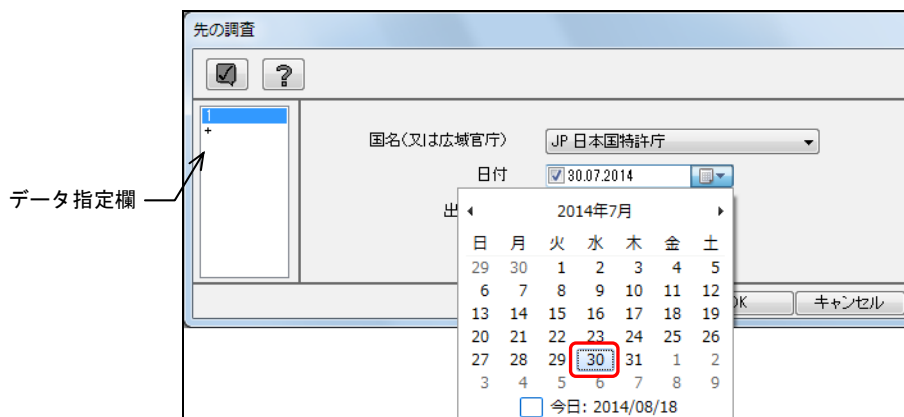 先の調査
1
+
データ指定欄
国名(又は広域官庁)
JP 日本国特許庁
日付
30.07.2014
出
2014年7月
日 月 火 水 木 金 土
29 30 1 2 3 4 5
6 7 8 9 10 11 12
13 14 15 16 17 18 19
20 21 22 23 24 25 26
27 28 29 30 31 1 2
3 4 5 6 7 8 9
今日: 2014/08/18
キャンセル